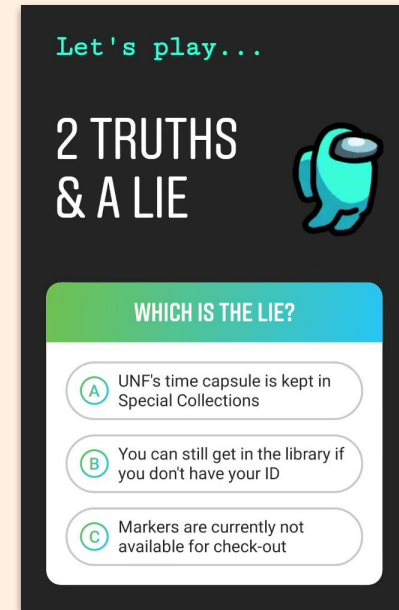 Let's play...
2 TRUTHS
& A LIE
WHICH IS THE LIE?
A
UNF's time capsule is kept in
Special Collections
B
You can still get in the library if
you don't have your ID
C
Markers are currently not
available for check-out